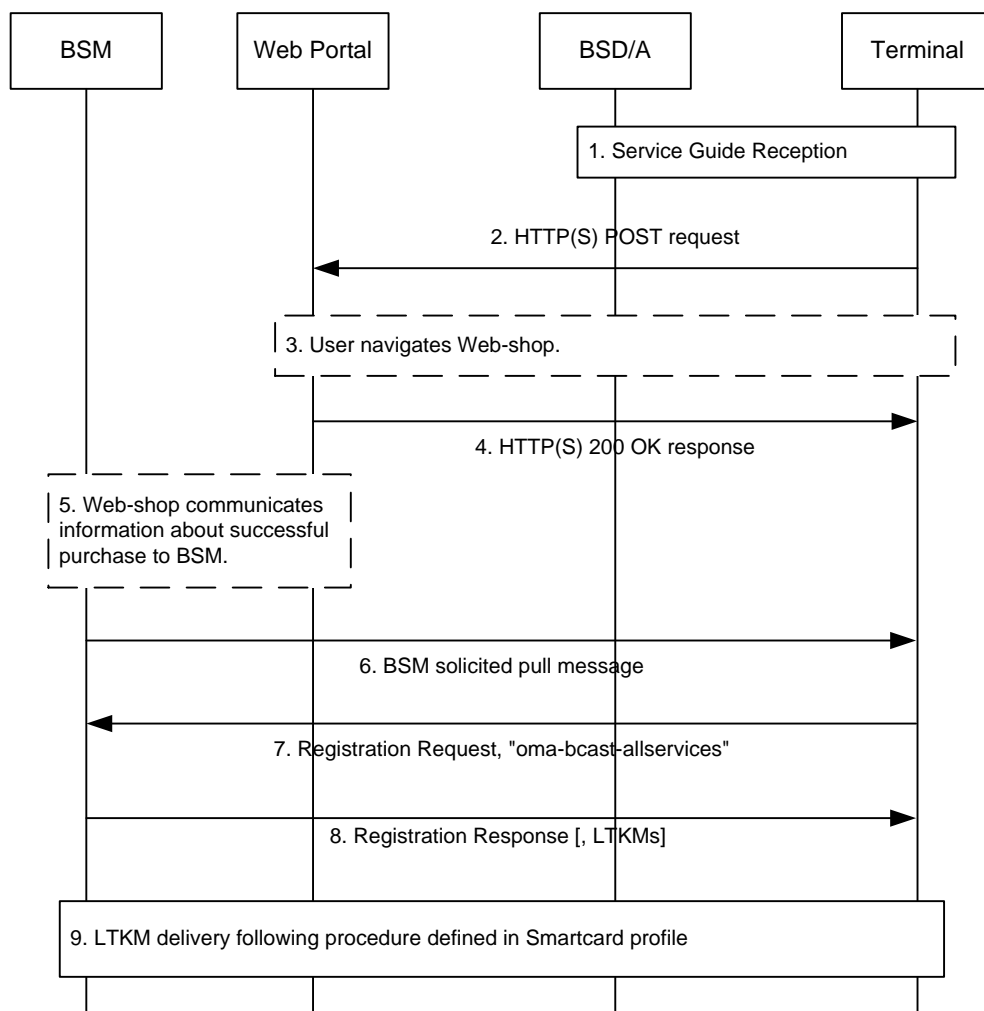 BSM
Web Portal
BSD/A
Terminal
1. Service Guide Reception
2. HTTP(S) POST request
3. User navigates Web-shop.
4. HTTP(S) 200 OK response
5. Web-shop communicates
information about successful
purchase to BSM.
6. BSM solicited pull message
7. Registration Request, "oma-bcast-allservices"
8. Registration Response [, LTKMs]
9. LTKM delivery following procedure defined in Smartcard profile